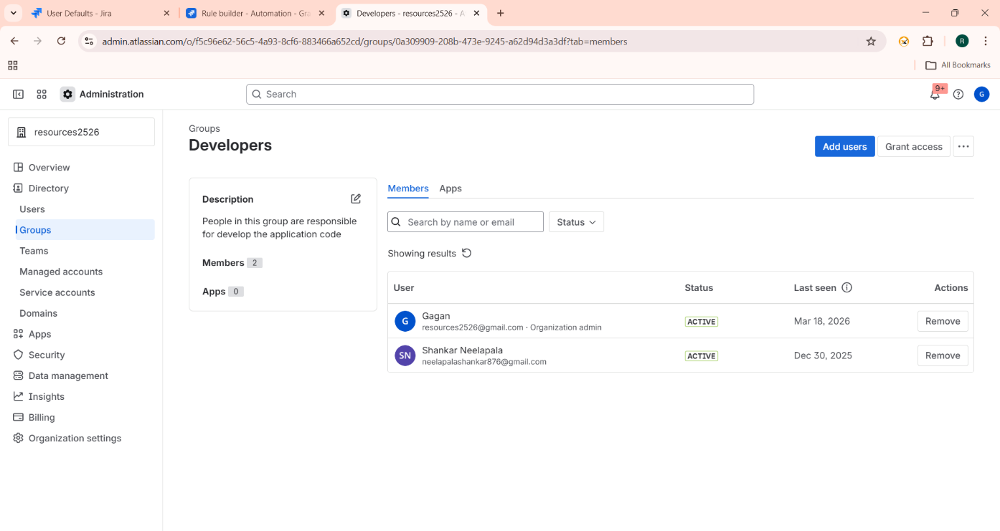 User Defaults - Jira
Rule builder - Automation - Gra
Developers - resources2526 - A
admin.atlassian.com/o/f5c96e62-56c5-4a93-8cf6-883466a652cd/groups/0a309909-208b-473e-9245-a62d94d3a3df?tab=members
R
All Bookmarks
Administration
Search
9+
G
resources2526
Overview
Directory
Users
Groups
Teams
Managed accounts
Service accounts
Domains
Apps
Security
Data management
Insights
Billing
Organization settings
Groups
Developers
Add users
Grant access
Description
People in this group are responsible
for develop the application code
Members 2
Apps 0
Members Apps
Search by name or email
Status
Showing results
User Status Last seen Actions
G Gagan
resources2526@gmail.com · Organization admin
ACTIVE Mar 18, 2026 Remove
SN Shankar Neelapala
neelapalashankar876@gmail.com
ACTIVE Dec 30, 2025 Remove